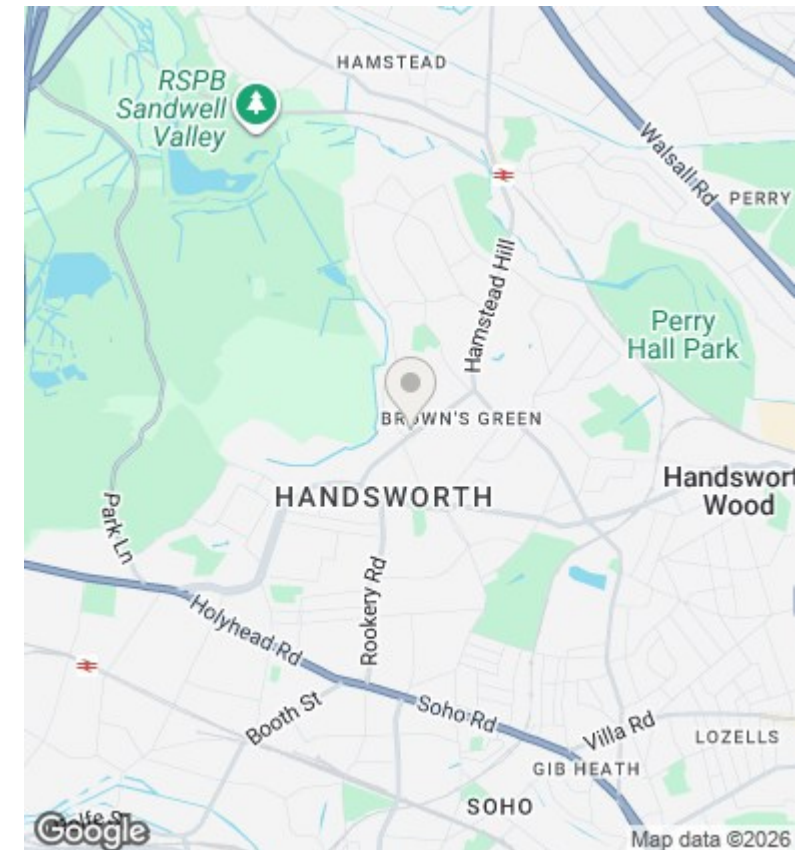 HAMSTEAD
RSPB
Sandwell
Valley
Walsall Rd
PERRY
Hamstead Hill
Perry
Hall Park
BROWN'S GREEN
HANDSWORTH
Handswort
Wood
Park Ln
Rookery Rd
Holyhead Rd
Booth St
Soho Rd
Villa Rd
LOZELLS
GIB HEATH
SOHO
Google
Map data ©2026